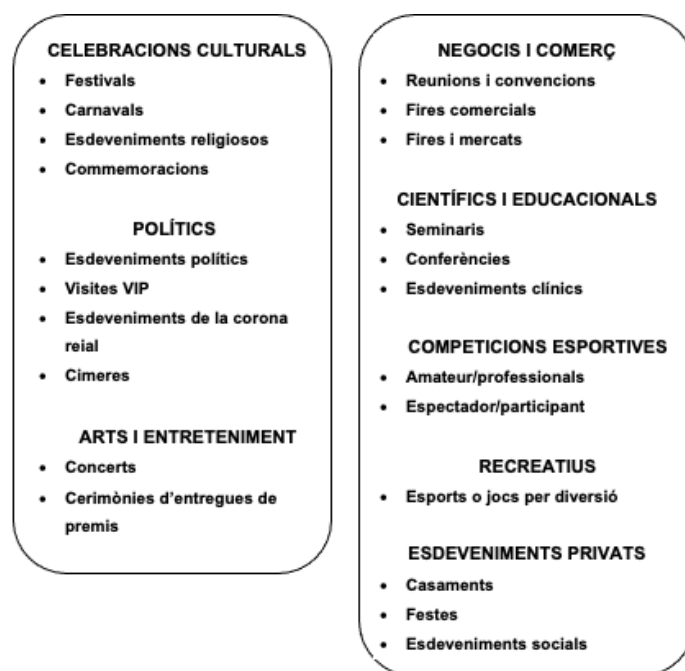 CELEBRACIONS CULTURALS
• Festivals
• Carnavals
• Esdeveniments religiosos
• Commemoracions
POLÍTICS
• Esdeveniments polítics
• Visites VIP
• Esdeveniments de la corona
reial
• Cimeres
ARTS I ENTRETENIMENT
• Concerts
• Cerimònies d'entregues de
premis
NEGOCIS I COMERÇ
• Reunions i convencions
• Fires comercials
• Fires i mercats
CIENTÍFICS I EDUCACIONALS
• Seminaris
• Conferències
• Esdeveniments clínics
COMPETICIONS ESPORTIVES
• Amateur/professionals
• Espectador/participant
RECREATIUS
• Esports o jocs per diversió
ESDEVENIMENTS PRIVATS
• Casaments
• Festes
• Esdeveniments socials